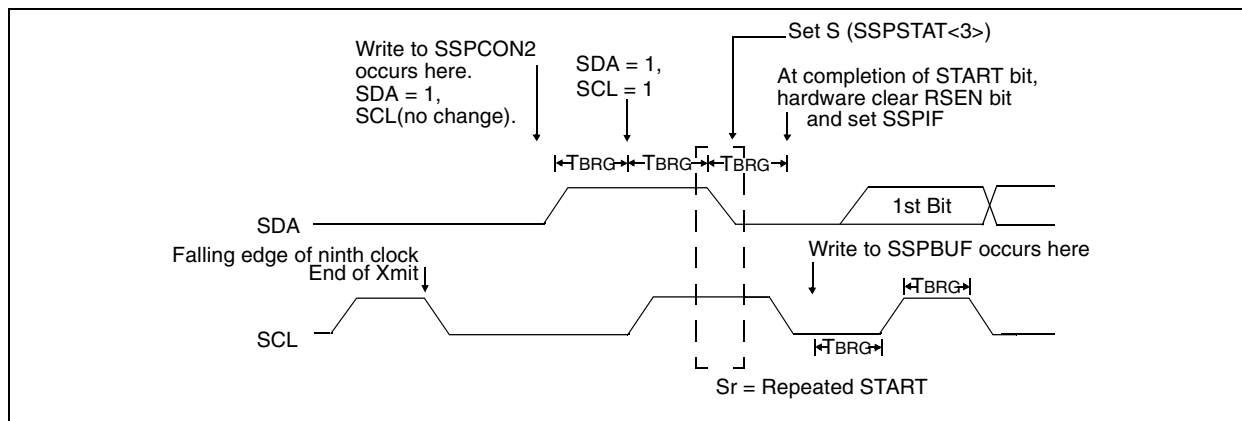 Set S (SSPSTAT<3>)
Write to SSPCON2
occurs here.
SDA = 1,
SCL(no change).
SDA = 1,
SCL = 1
At completion of START bit,
hardware clear RSEN bit
and set SSPIF
TBRG
TBRG
TBRG
SDA
1st Bit
Falling edge of ninth clock
End of Xmit
Write to SSPBUF occurs here
TBRG
SCL
TBRG
Sr = Repeated START